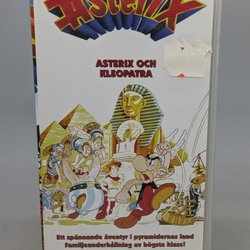 Asterix
ASTERIX OCH
KLEOPATRA
Ett spännande äventyr i pyramidernas land
Familjeunderhållning av högsta klass!